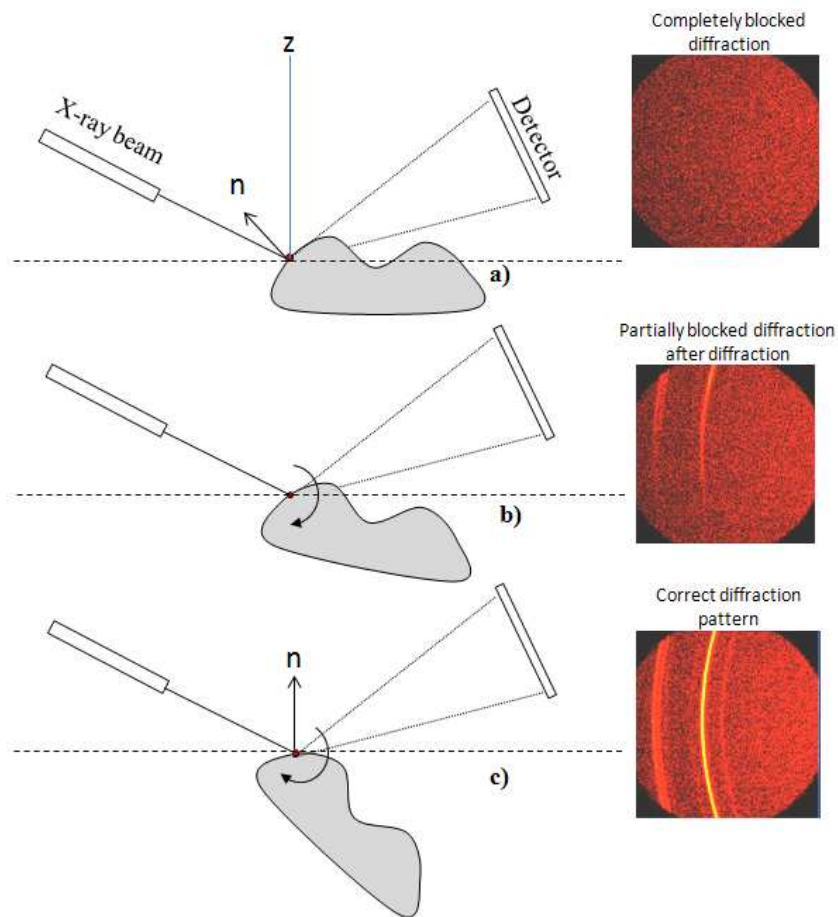 Completely blocked
diffraction
z
X-ray beam
Detector
n
a)
Partially blocked diffraction
after diffraction
b)
Correct diffraction
pattern
n
c)